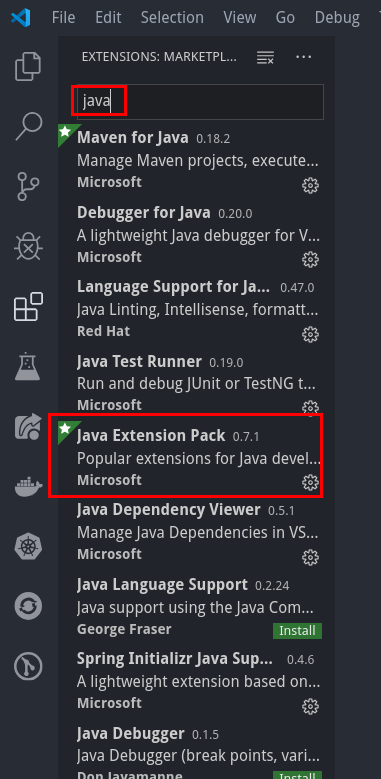 File Edit Selection View Go Debug
EXTENSIONS: MARKETPL...
java
Maven for Java 0.18.2
Manage Maven projects, execute...
Microsoft
Debugger for Java 0.20.0
A lightweight Java debugger for V...
Microsoft
Language Support for Ja... 0.47.0
Java Linting, Intellisense, formatt...
Red Hat
Java Test Runner 0.19.0
Run and debug JUnit or TestNG t...
Microsoft
Java Extension Pack 0.7.1
Popular extensions for Java devel...
Microsoft
Java Dependency Viewer 0.5.1
Manage Java Dependencies in VS...
Microsoft
Java Language Support 0.2.24
Java support using the Java Com...
George Fraser Install
Spring Initializr Java Sup... 0.4.6
A lightweight extension based on...
Microsoft
Java Debugger 0.1.5
Java Debugger (break points, vari...
Don Jayamanne Install